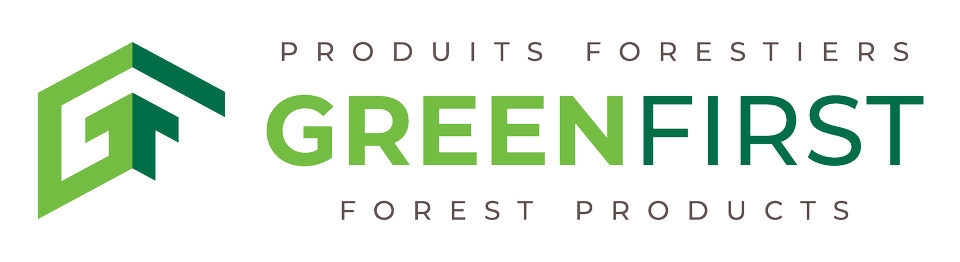 PRODUITS FORESTIERS
GREENFIRST
FOREST PRODUCTS